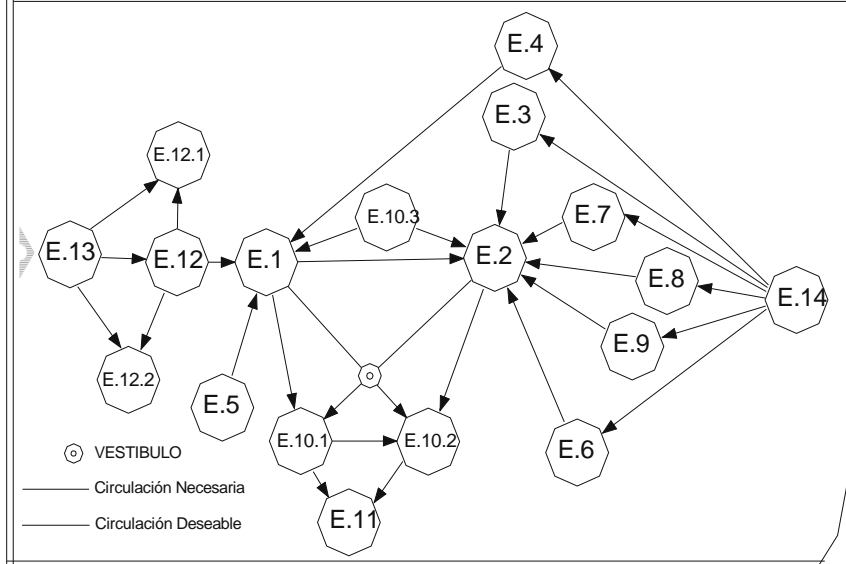 E.4
E.3
E.12.1
E.10.3
E.7
E.13
E.12
E.1
E.2
E.8
E.14
E.9
E.12.2
E.5
E.10.1
E.10.2
E.6
VESTIBULO
Circulación Necesaria
E.11
Circulación Deseable